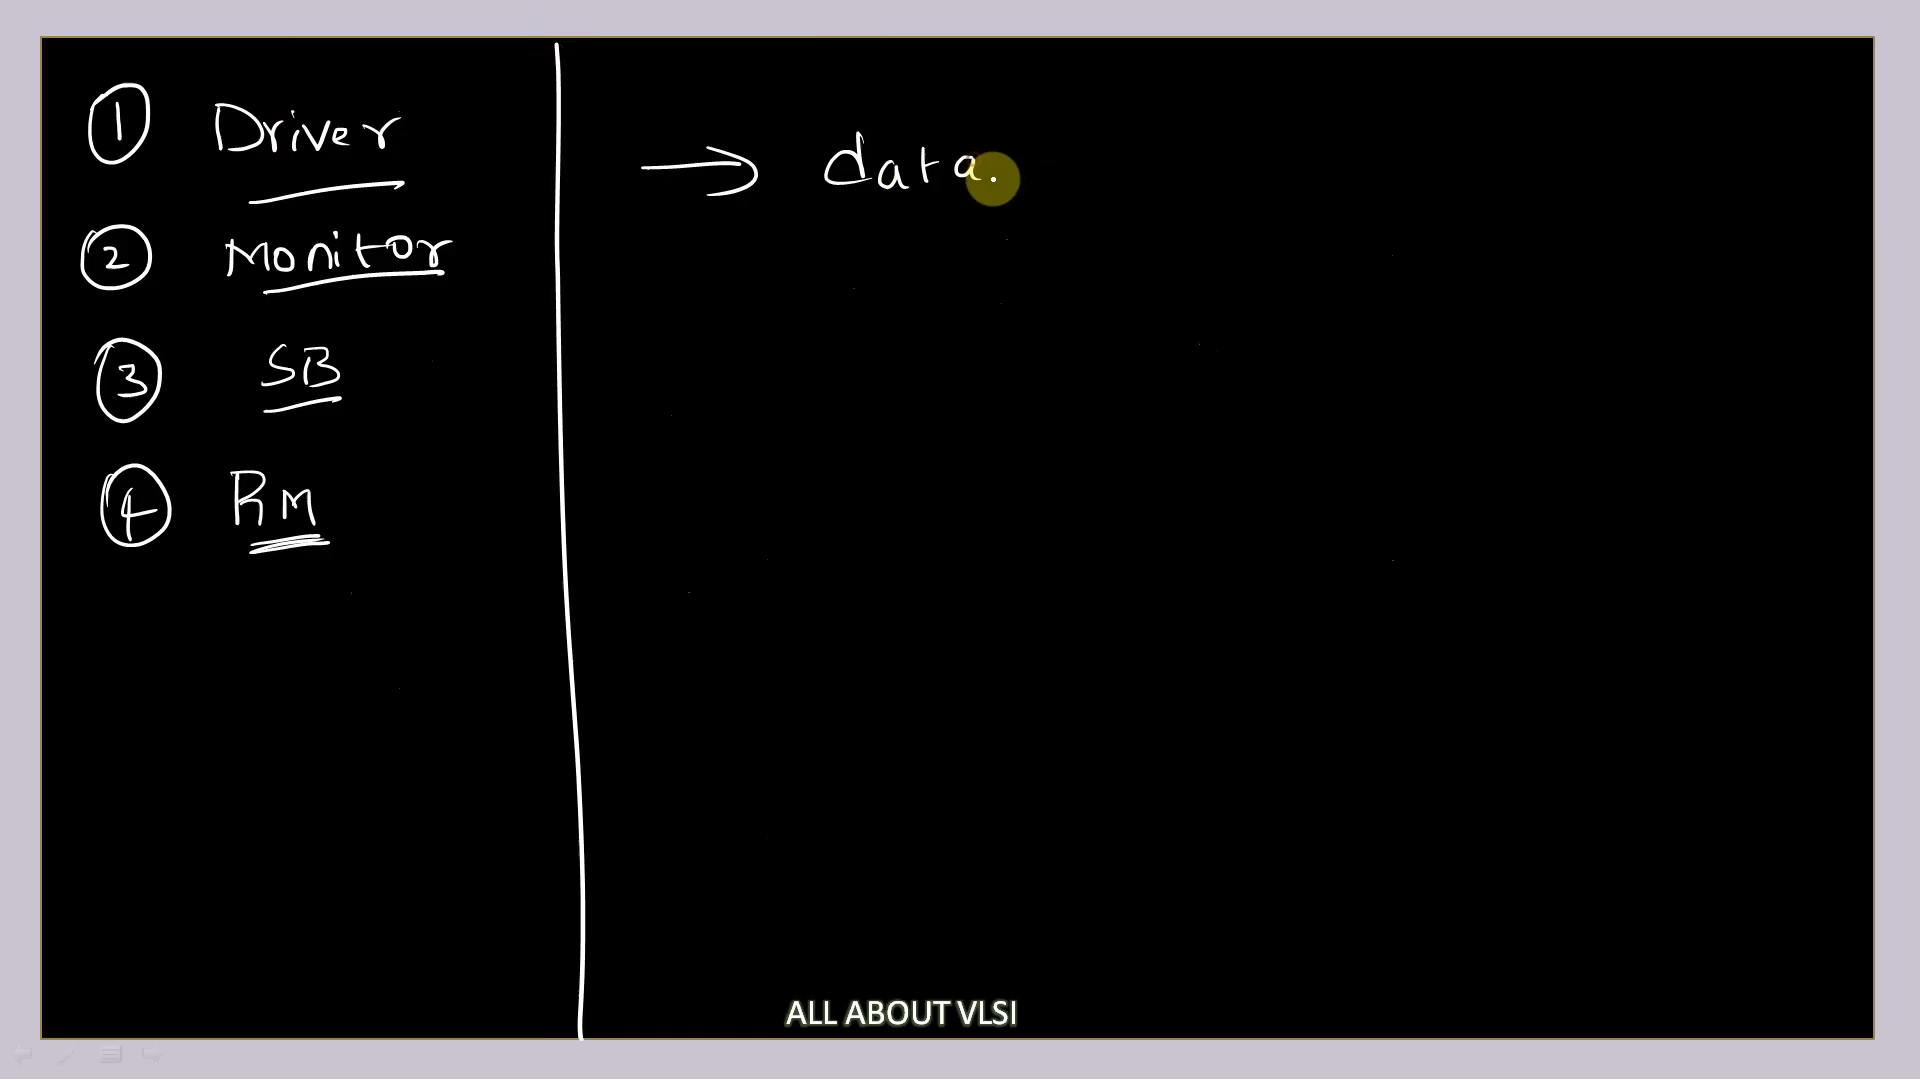 ① Driver
② Monitor
③ SB
④ RM
→ data.
ALL ABOUT VLSI